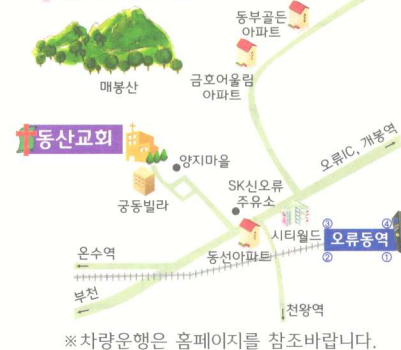 동부골든
아파트
매봉산
금호어울림
아파트
동산교회
양지마을
오류IC, 개봉역
궁동빌라
SK신오류
주유소
시티월드
③
④
오류동역
②
①
온수역
동선아파트
부천
천왕역
※차량운행은 홈페이지를 참조바랍니다.